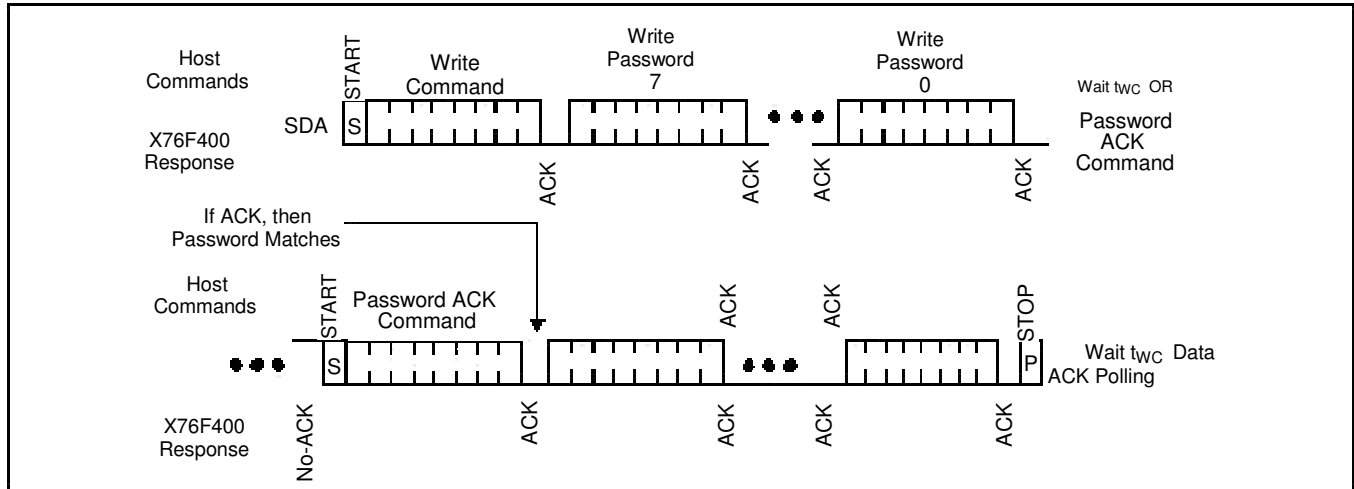 Host
Commands
START
Write
Command
Write
Password
7
Write
Password
0
Wait tWC OR
Password
ACK
Command
SDA
S
X76F400
Response
ACK
ACK
ACK
ACK
If ACK, then
Password Matches
Host
Commands
START
Password ACK
Command
ACK
ACK
STOP
S
P
Wait tWC Data
ACK Polling
X76F400
Response
No-ACK
ACK
ACK
ACK
ACK